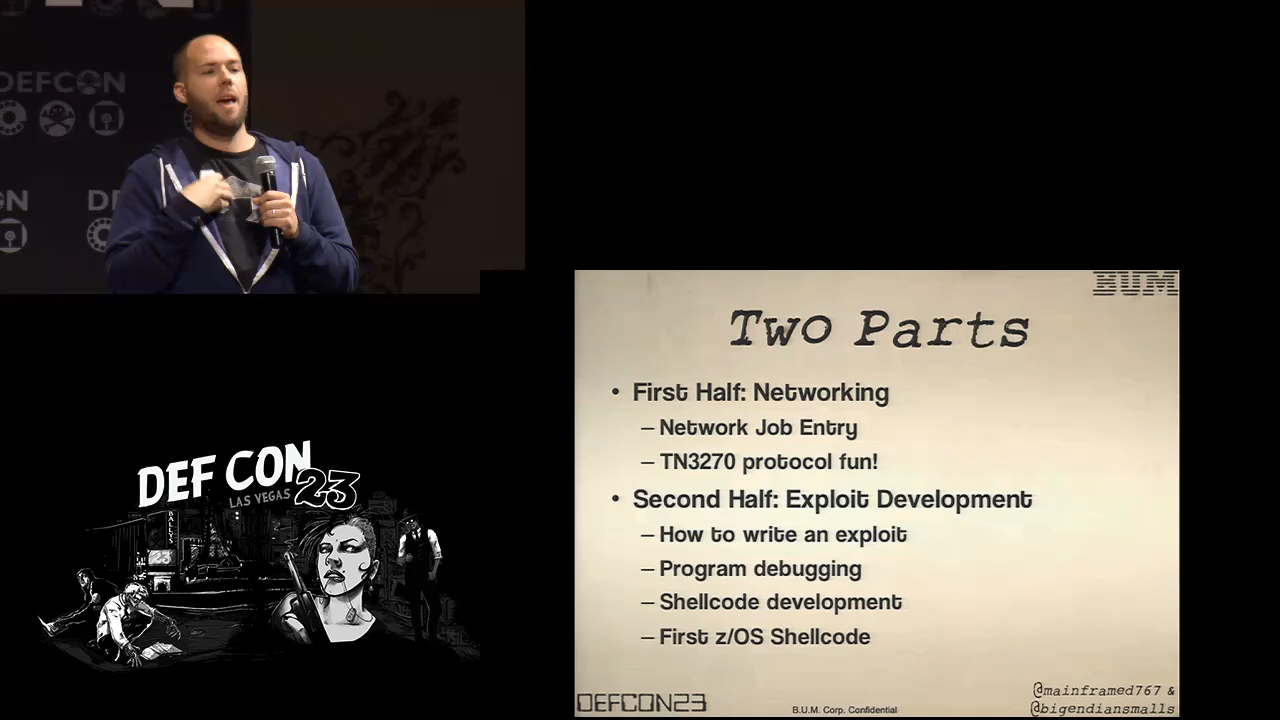 DEFCON
BUM
Two Parts
• First Half: Networking
– Network Job Entry
– TN3270 protocol fun!
• Second Half: Exploit Development
– How to write an exploit
– Program debugging
– Shellcode development
– First z/OS Shellcode
DEFCON23
B.U.M. Corp. Confidential
@mainframed767 &
@bigendiansmalls
DEF CON
LAS VEGAS 23
BALLYS